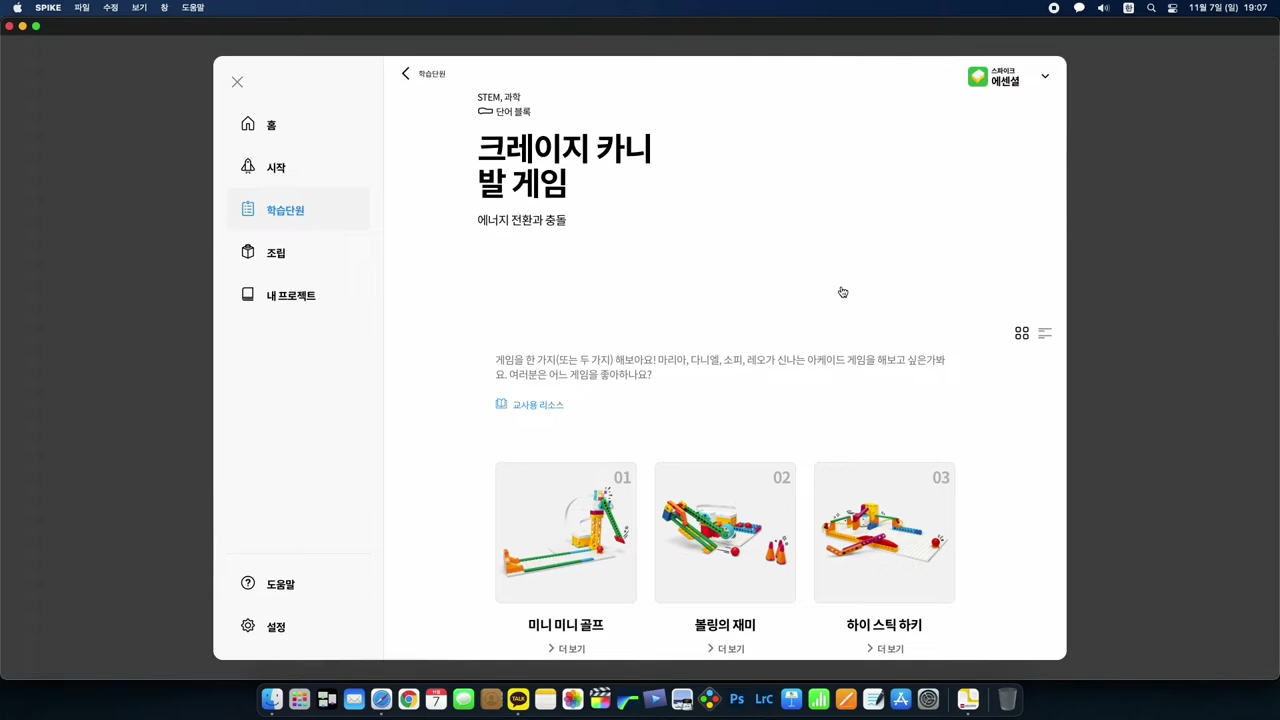 SPIKE 파일 수정 보기 창 도움말
한 11월 7일 (일) 19:07
학습단원
스파이크
에센셜
홈
시작
학습단원
조립
내 프로젝트
도움말
설정
STEM, 과학
단어 블록
크레이지 카니
발 게임
에너지 전환과 충돌
게임을 한 가지(또는 두 가지) 해보아요! 마리아, 다니엘, 소피, 레오가 신나는 아케이드 게임을 해보고 싶은가봐
요. 여러분은 어느 게임을 좋아하나요?
교사용 리소스
01 02 03
미니 미니 골프 볼링의 재미 하이 스틱 하키
더 보기 더 보기 더 보기
7 TALK Ps LrC